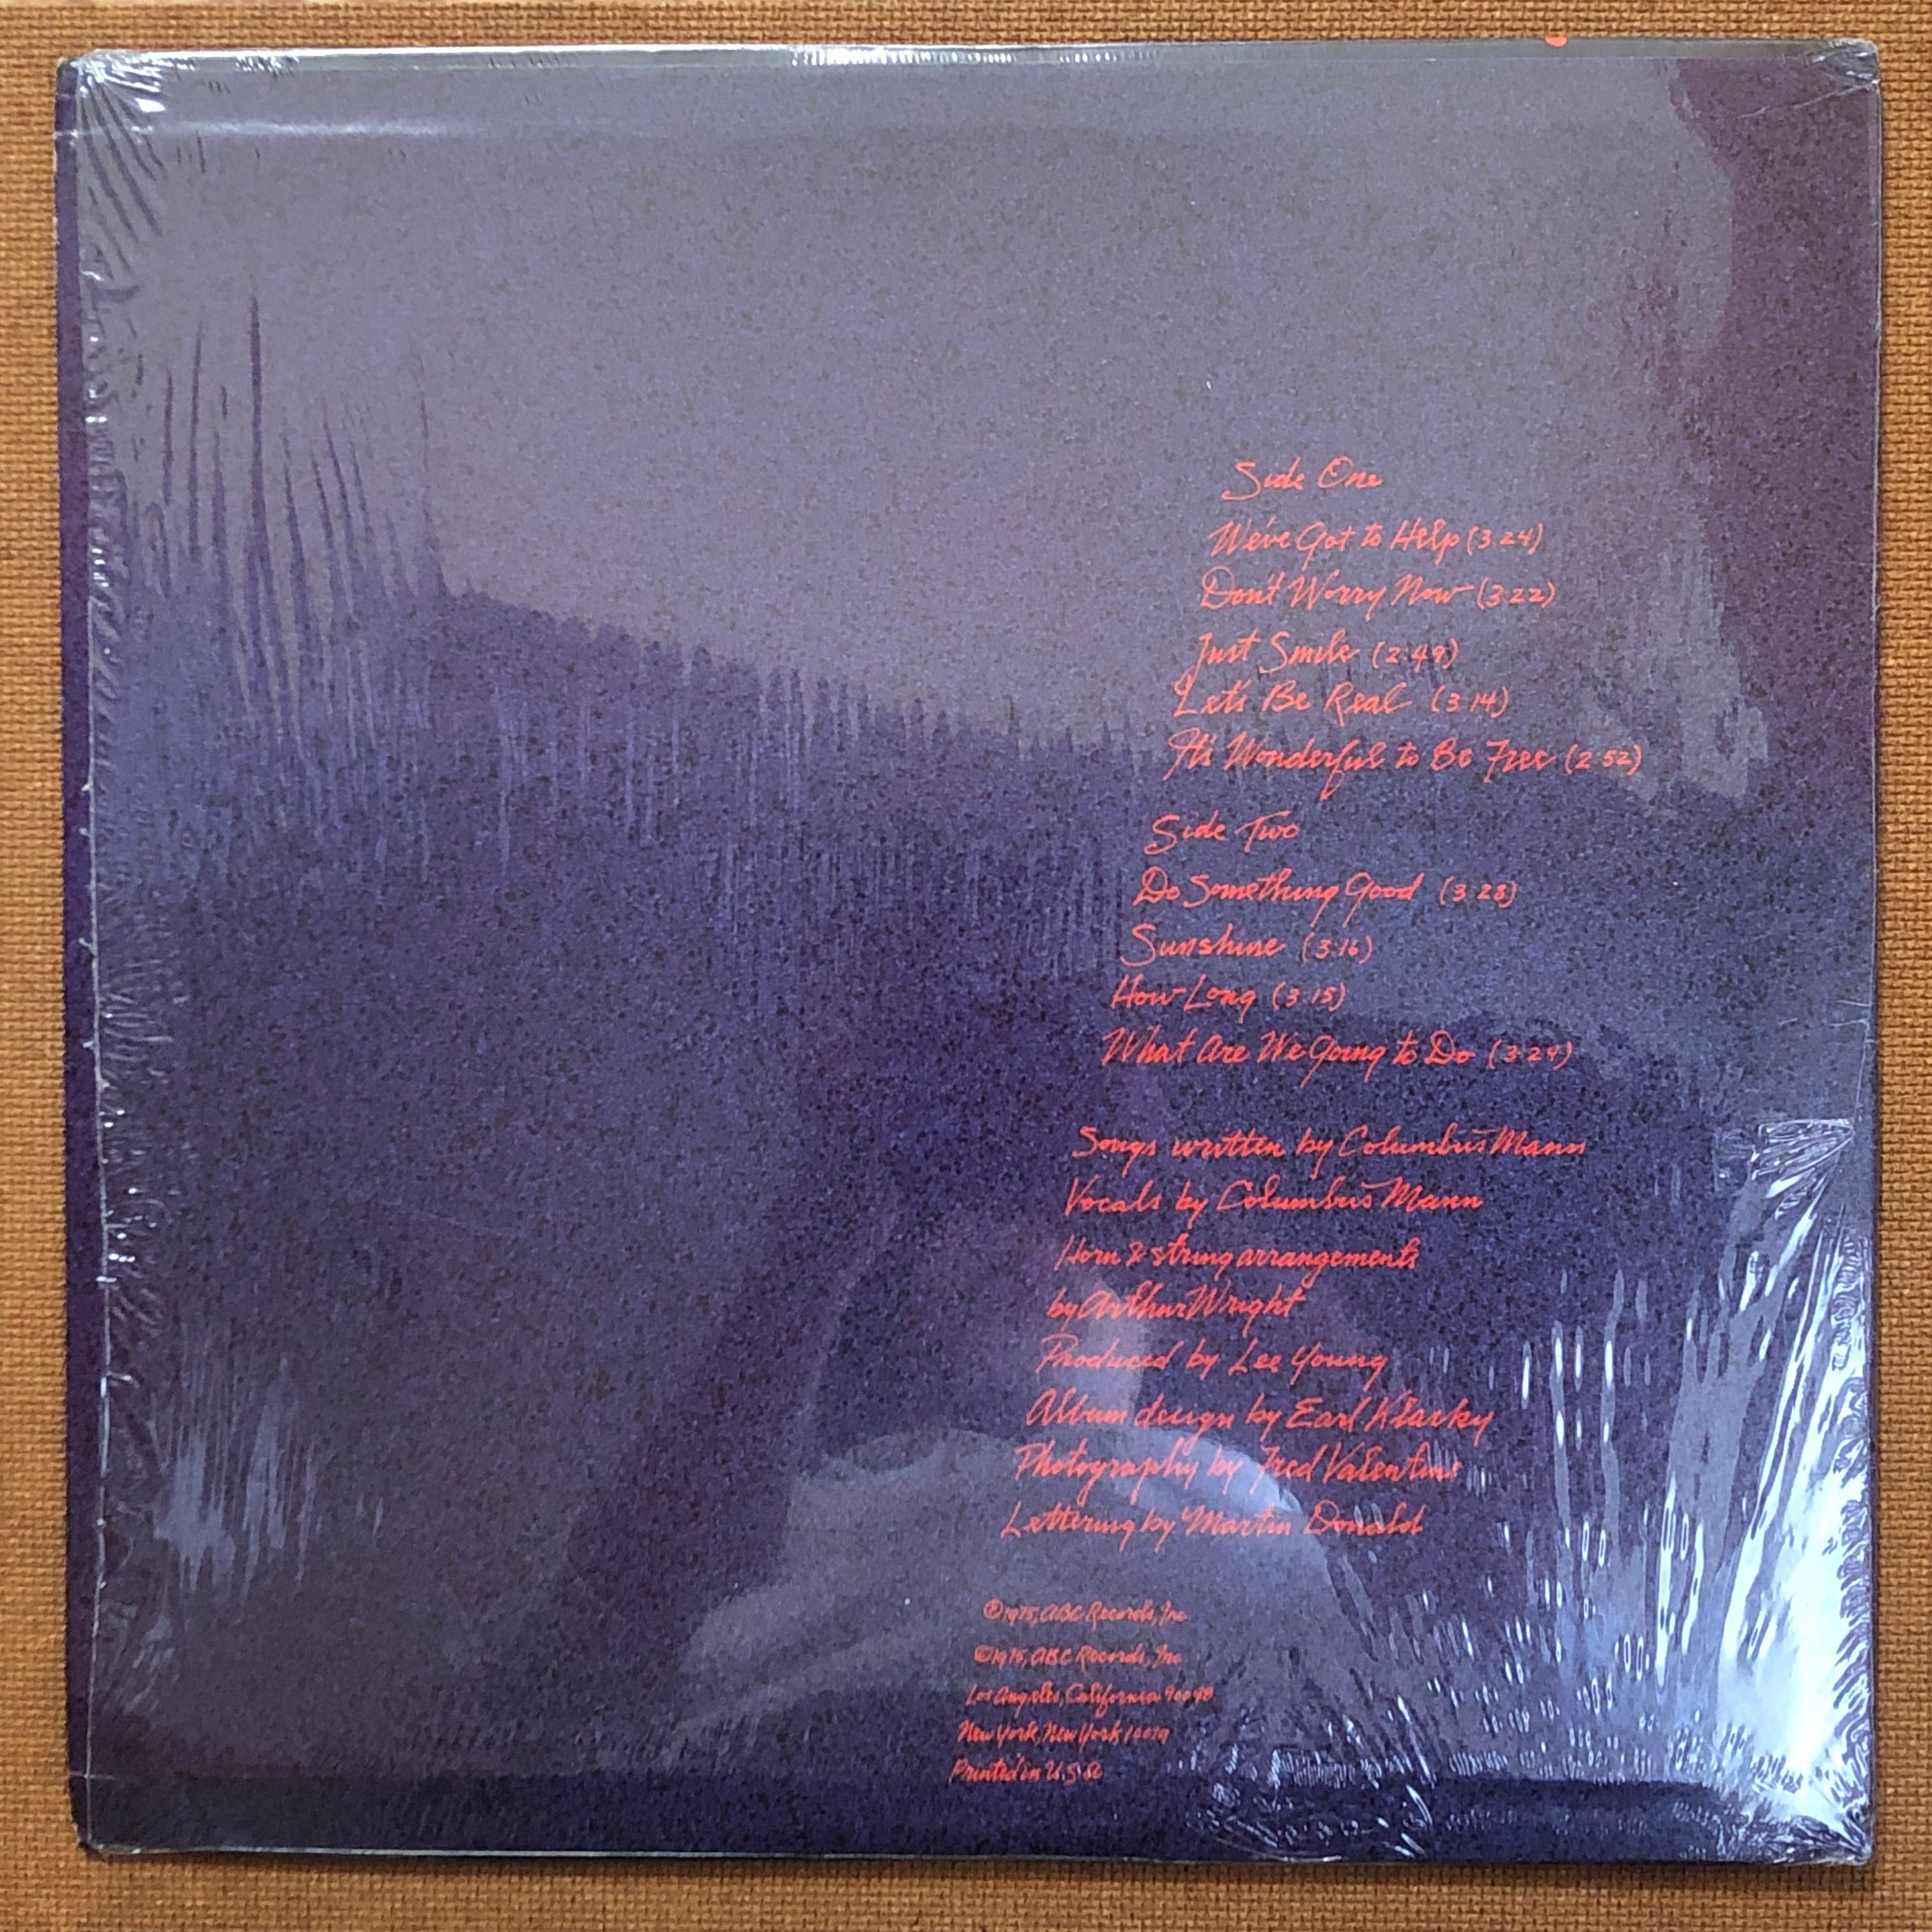 Side One
We've Got to Help (3:24)
Don't Worry Now (3:22)
Just Smile (2:49)
Let's Be Real (3:14)
It's Wonderful to Be Free (2:52)
Side Two
Do Something Good (3:28)
Sunshine (3:16)
How Long (3:15)
What Are We Going to Do (3:29)
Songs written by Columbus Mann
Vocals by Columbus Mann
Horn & string arrangements
by Arthur Wright
Produced by Lee Young
Album design by Earl Klasky
Photography by Fred Valentine
Lettering by Martin Donald
℗1975, ABC Records, Inc.
©1975, ABC Records, Inc.
Los Angeles, California 90048
New York, New York 10019
Printed in U.S.A.